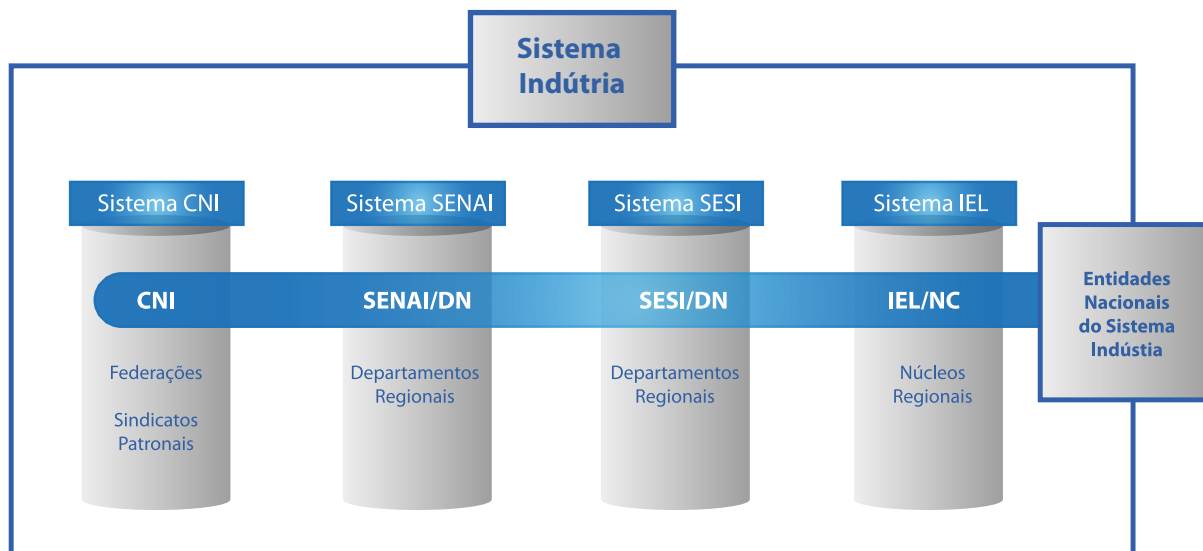 Sistema
Indútria
Sistema CNI
Sistema SENAI
Sistema SESI
Sistema IEL
CNI
SENAI/DN
SESI/DN
IEL/NC
Entidades
Nacionais
do Sistema
Indústia
Federações
Sindicatos
Patronais
Departamentos
Regionais
Departamentos
Regionais
Núcleos
Regionais